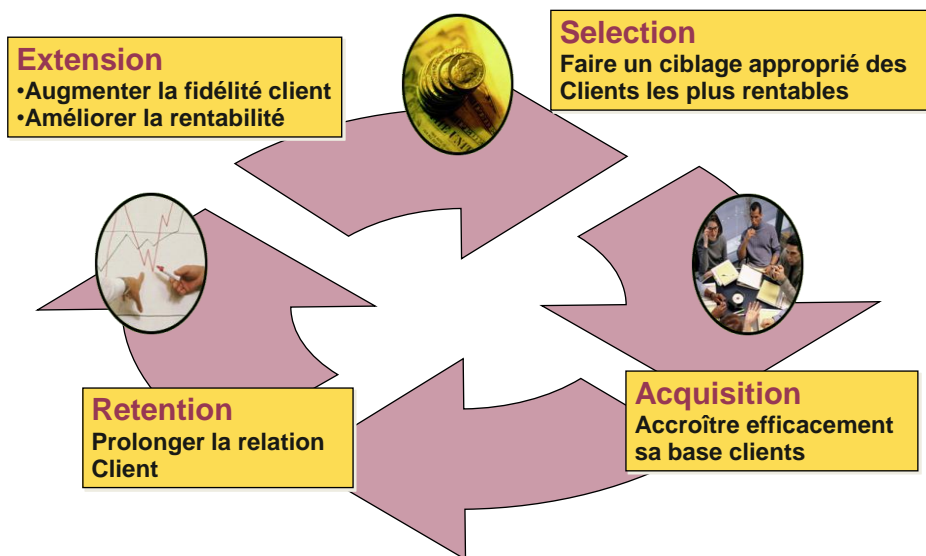 Extension
•Augmenter la fidélité client
•Améliorer la rentabilité
Selection
Faire un ciblage approprié des
Clients les plus rentables
Retention
Prolonger la relation
Client
Acquisition
Accroître efficacement
sa base clients